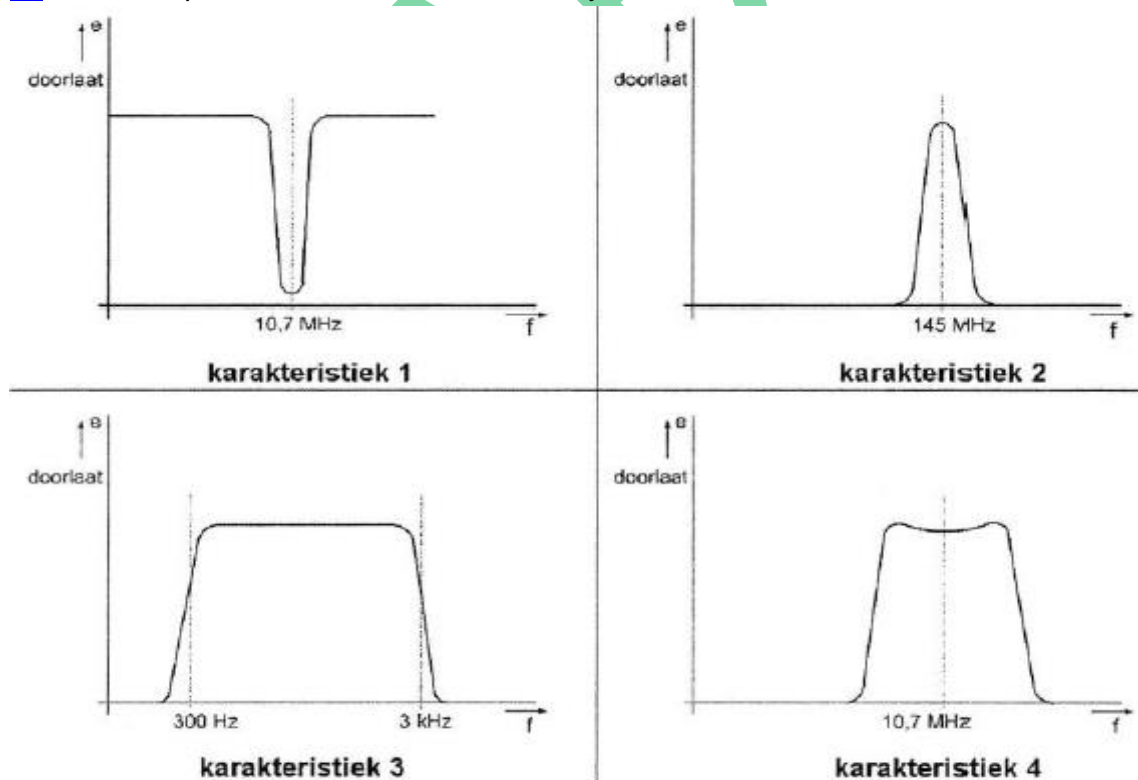 e
doorlaat
10,7 MHz
f
karakteristiek 1
e
doorlaat
145 MHz
f
karakteristiek 2
e
doorlaat
300 Hz 3 kHz
f
karakteristiek 3
e
doorlaat
10,7 MHz
f
karakteristiek 4